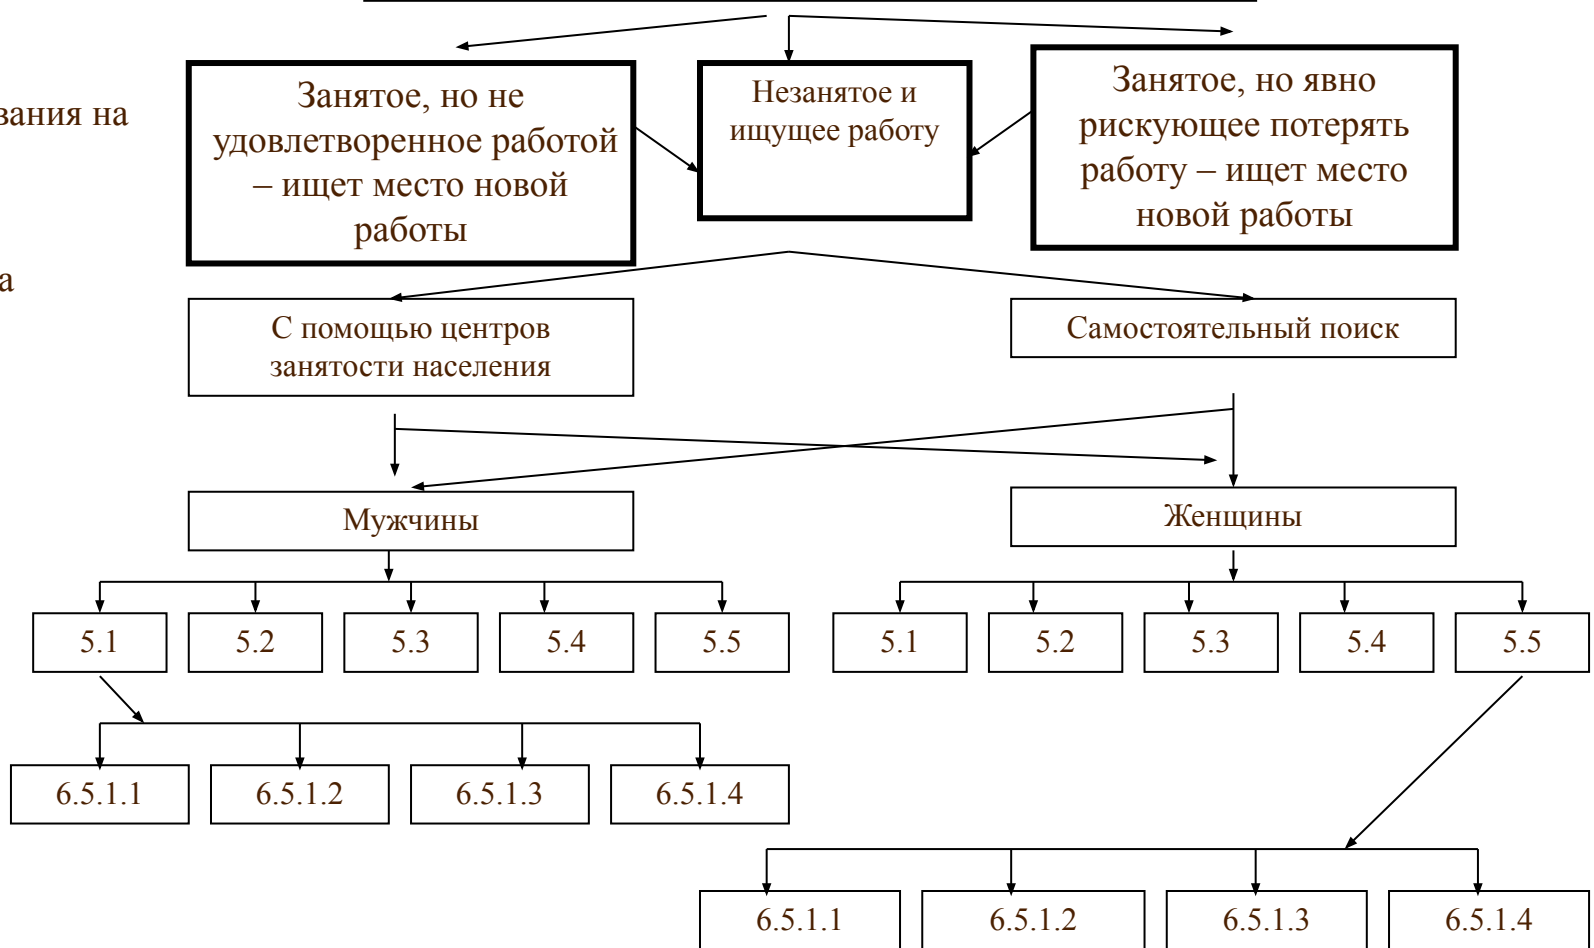 вания на
а
Занятое, но не
удовлетворенное работой
– ищет место новой
работы
Незанятое и
ищущее работу
Занятое, но явно
рискующее потерять
работу – ищет место
новой работы
С помощью центров
занятости населения
Самостоятельный поиск
Мужчины
Женщины
5.1
5.2
5.3
5.4
5.5
5.1
5.2
5.3
5.4
5.5
6.5.1.1
6.5.1.2
6.5.1.3
6.5.1.4
6.5.1.1
6.5.1.2
6.5.1.3
6.5.1.4